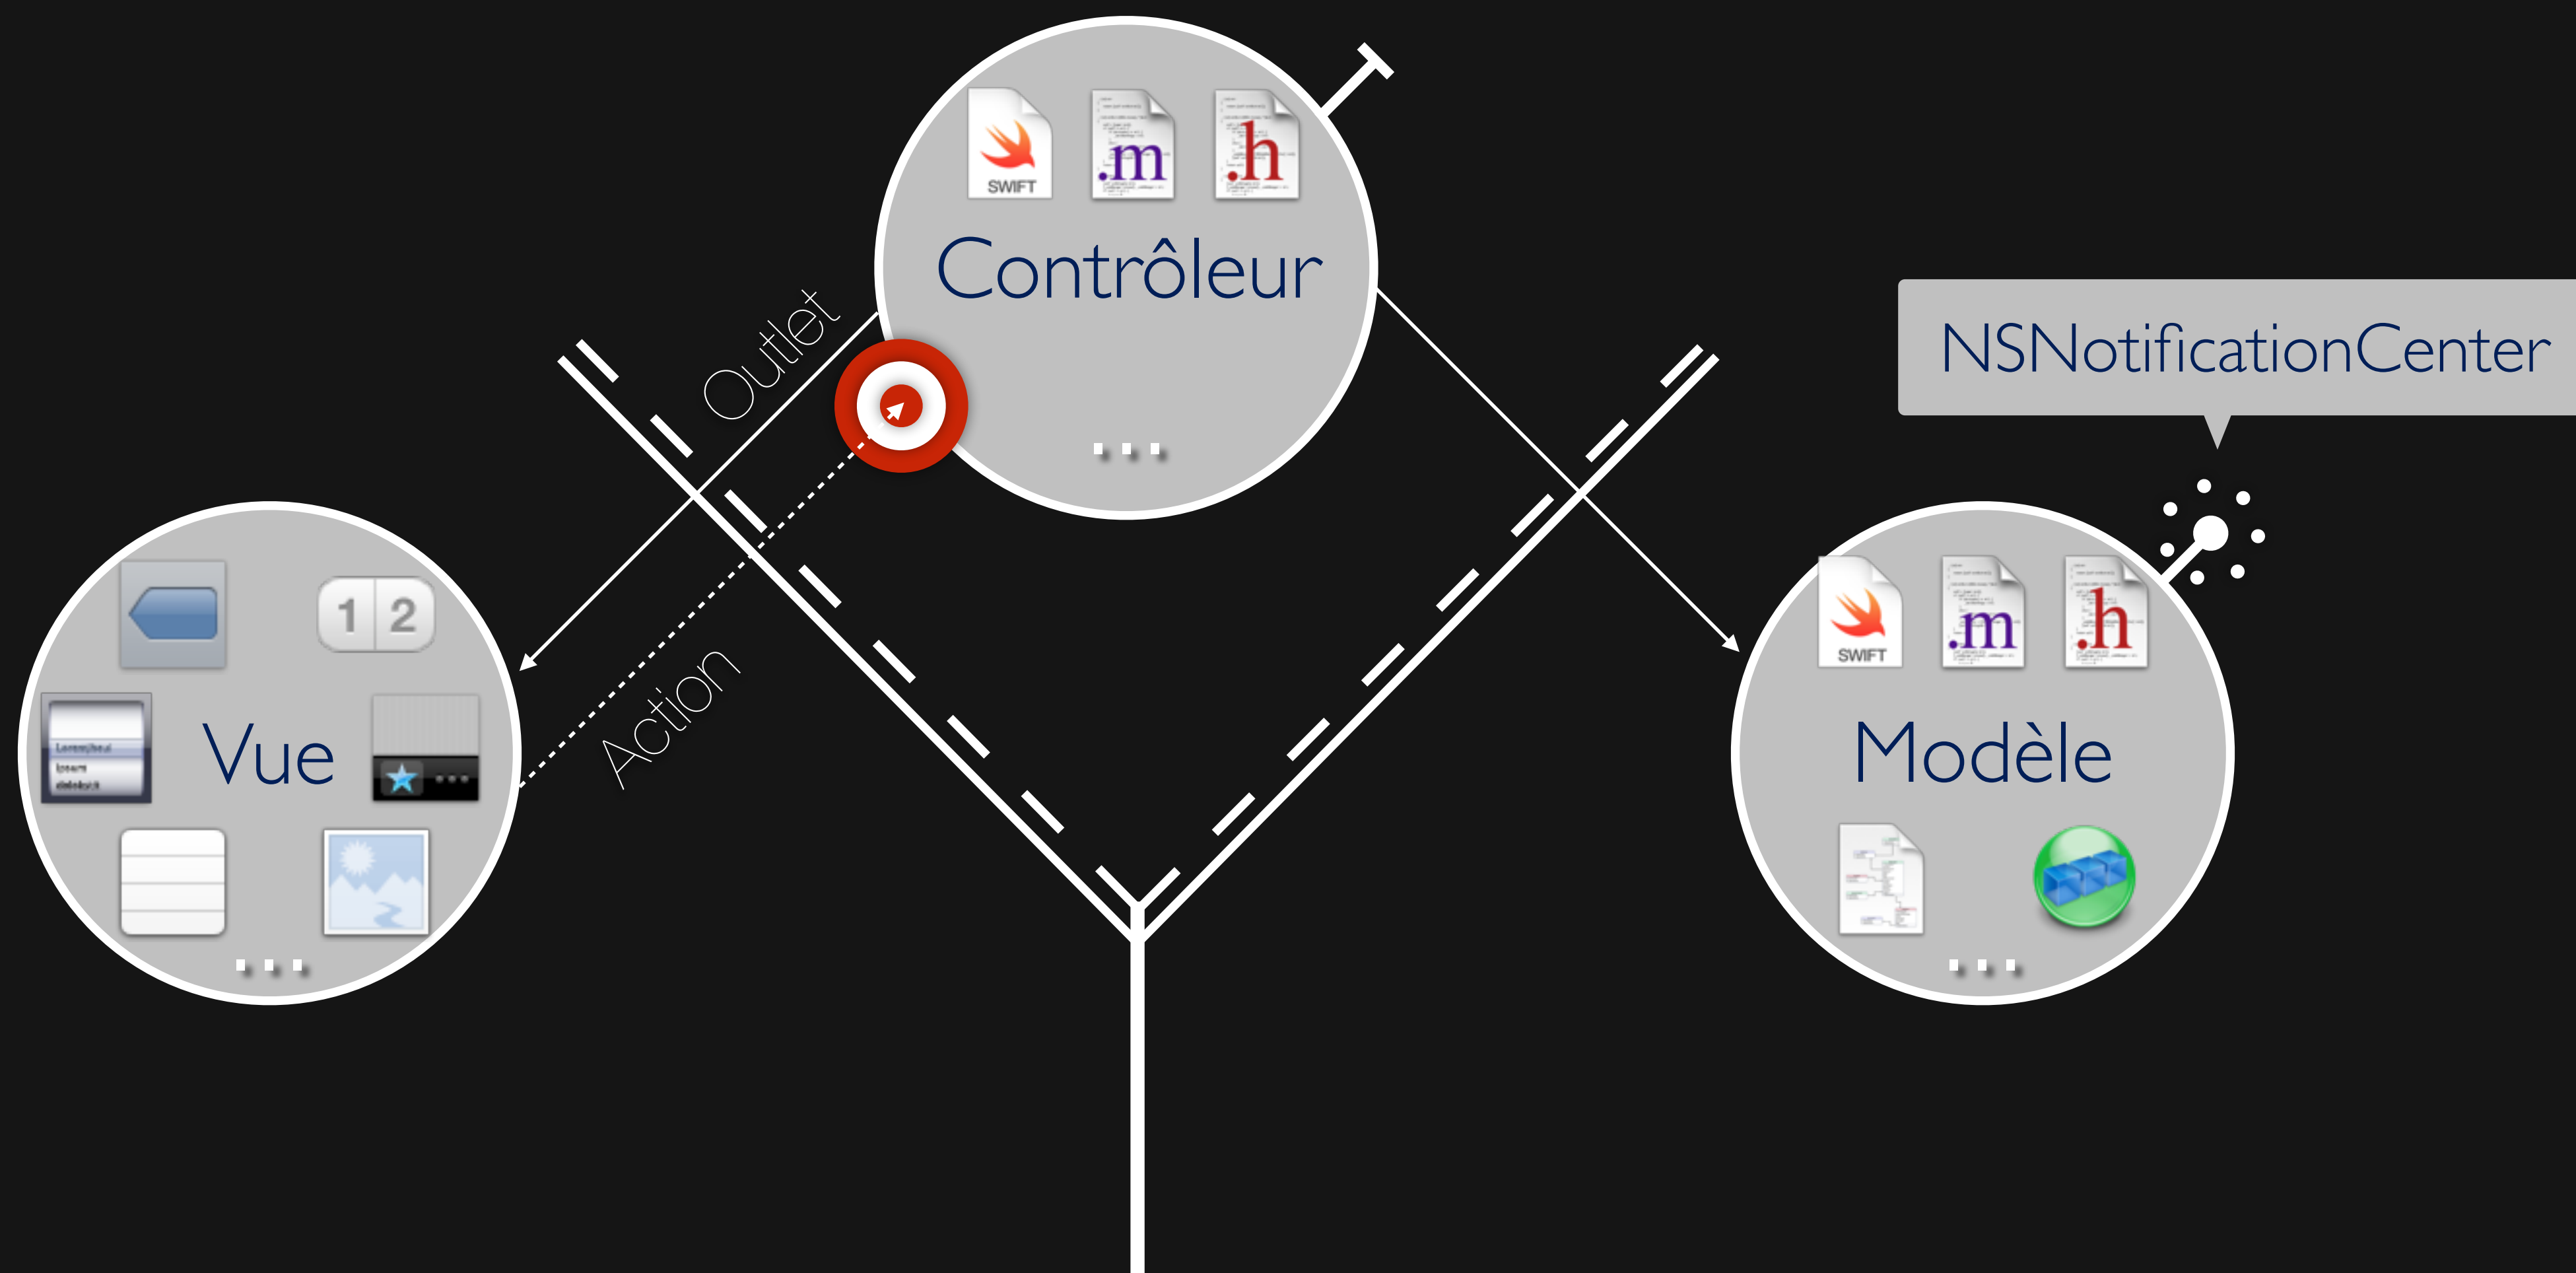 SWIFT .m .h
Contrôleur
...
Outlet
Action
NSNotificationCenter
1 2
Vue
...
...
SWIFT .m .h
Modèle
...